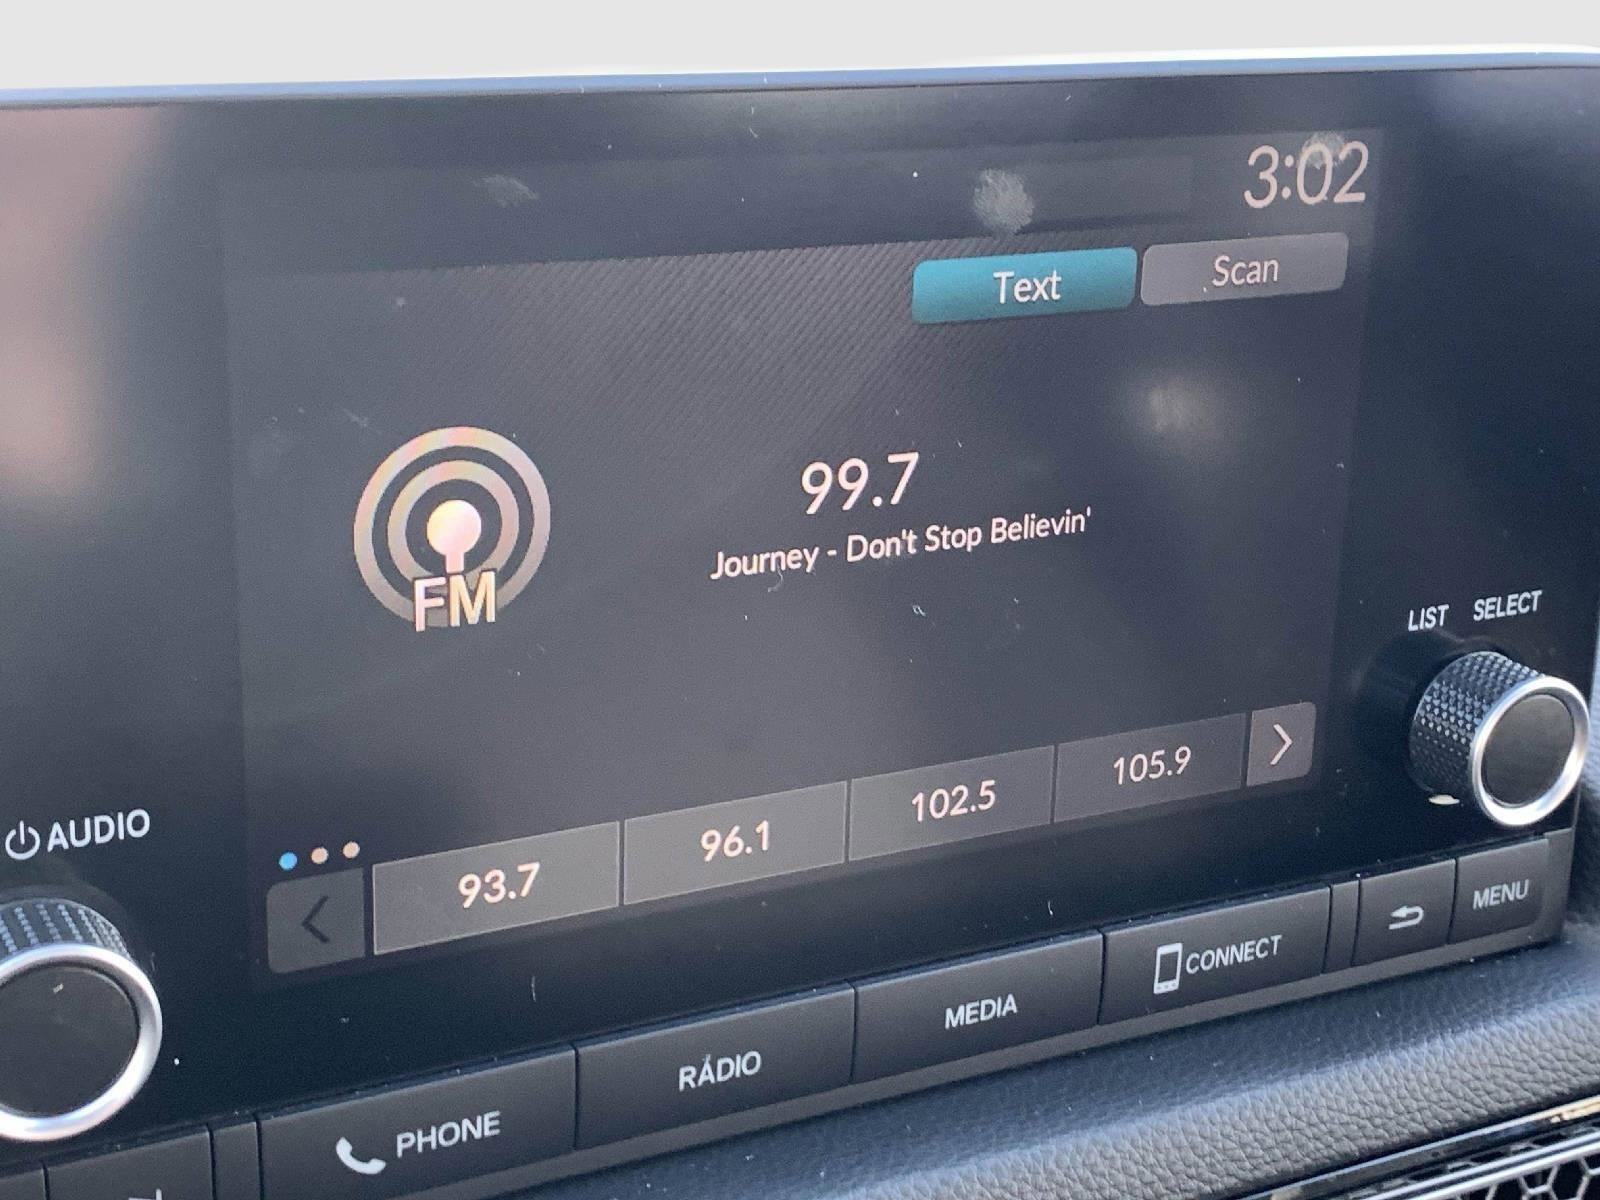 3:02
Text Scan
99.7
Journey - Don't Stop Believin'
FM
LIST SELECT
93.7 96.1 102.5 105.9
AUDIO
PHONE RADIO MEDIA CONNECT MENU